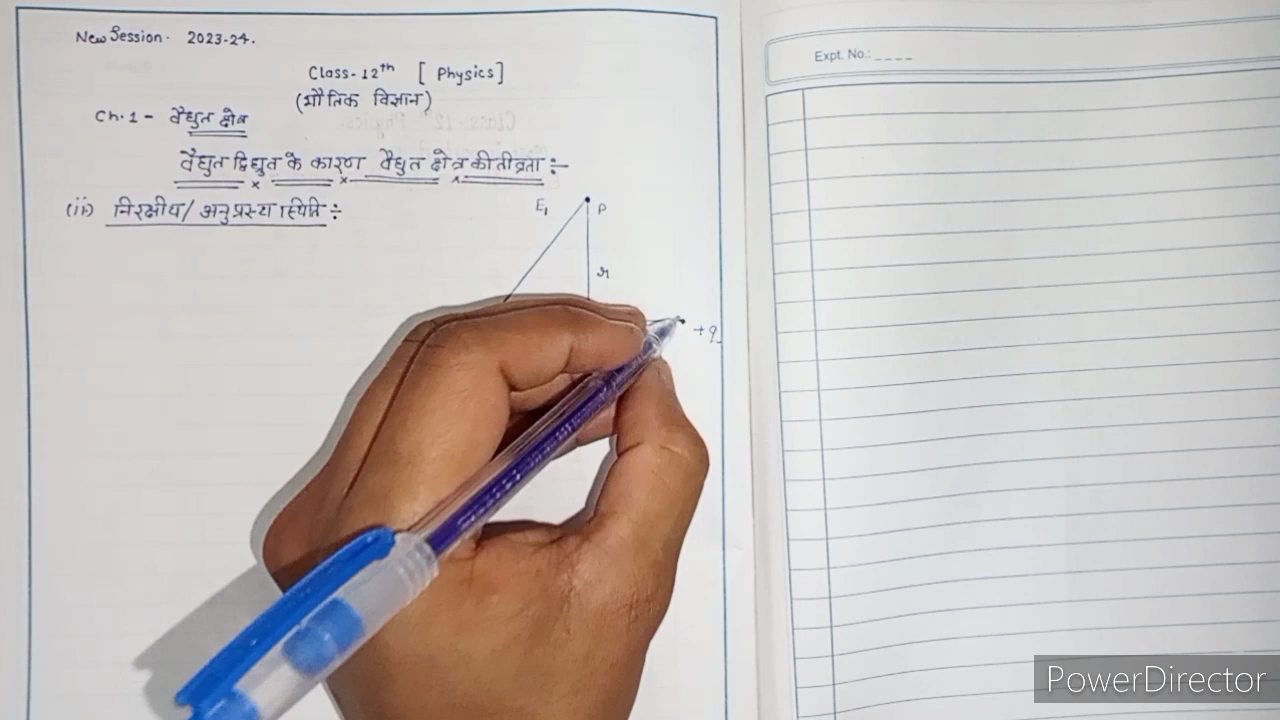 New Session - 2023-24.
Class-12th [ Physics]
(भौतिक विज्ञान)
Ch.1 - वैद्युत क्षेत्र
वैद्युत द्विध्रुत के कारण वैद्युत क्षेत्र की तीव्रता :-
(ii) निरक्षीय/ अनुप्रस्थ स्थिति :
E₁
P
r
+q
Expt. No.: _ _ _ _
PowerDirector